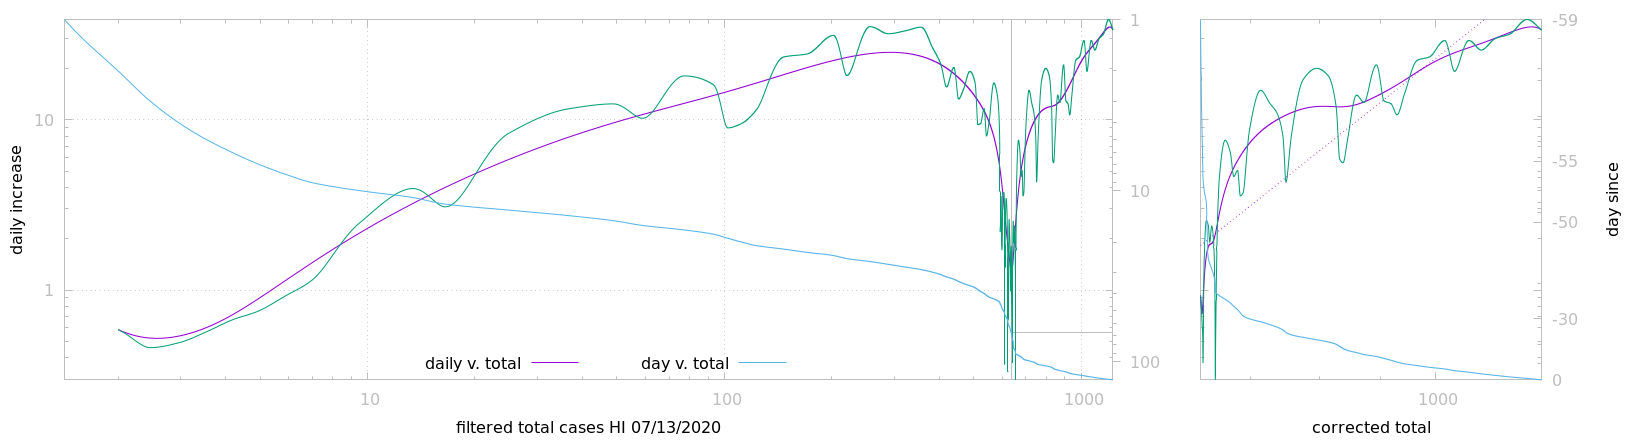 1
-59
10
-55
10
-50
1
-30
daily v. total
day v. total
100
0
10
100
1000
1000
daily increase
day since
filtered total cases HI 07/13/2020
corrected total